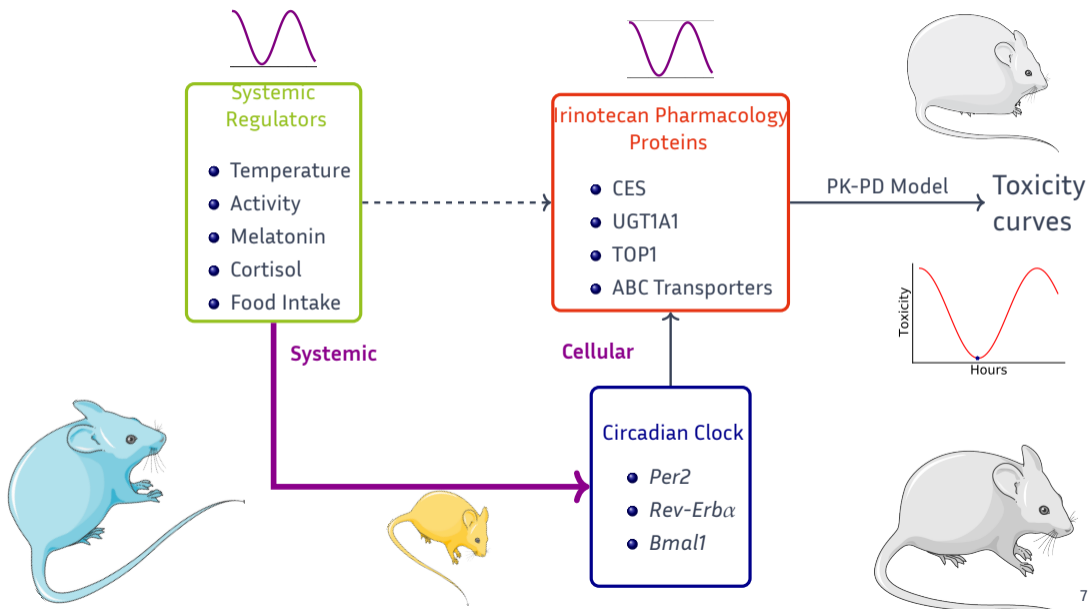 Systemic
Regulators
Temperature
Activity
Melatonin
Cortisol
Food Intake
Irinotecan Pharmacology
Proteins
CES
UGT1A1
TOP1
ABC Transporters
PK-PD Model
Toxicity
curves
Toxicity
Hours
Systemic
Cellular
Circadian Clock
Per2
Rev-Erbα
Bmal1
7